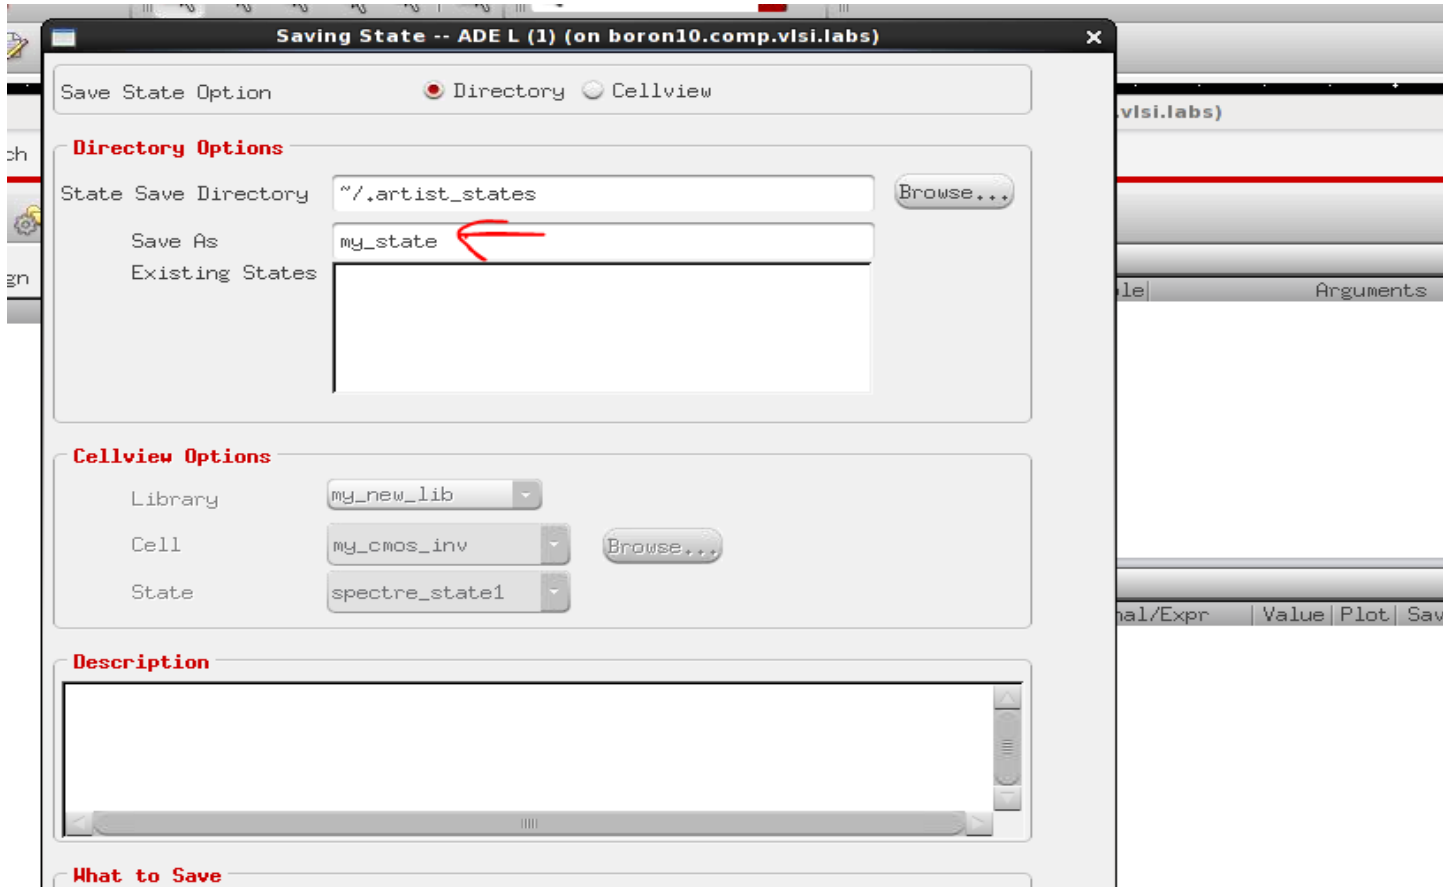 Saving State -- ADE L (1) (on boron10.comp.vlsi.labs)
Save State Option Directory Cellview
.vlsi.labs)
Directory Options
State Save Directory ~/.artist_states Browse...
Save As my_state
Existing States
Arguments
Cellview Options
Library my_new_lib
Cell my_cmos_inv Browse...
State spectre_state1
Value Plot
Description
What to Save